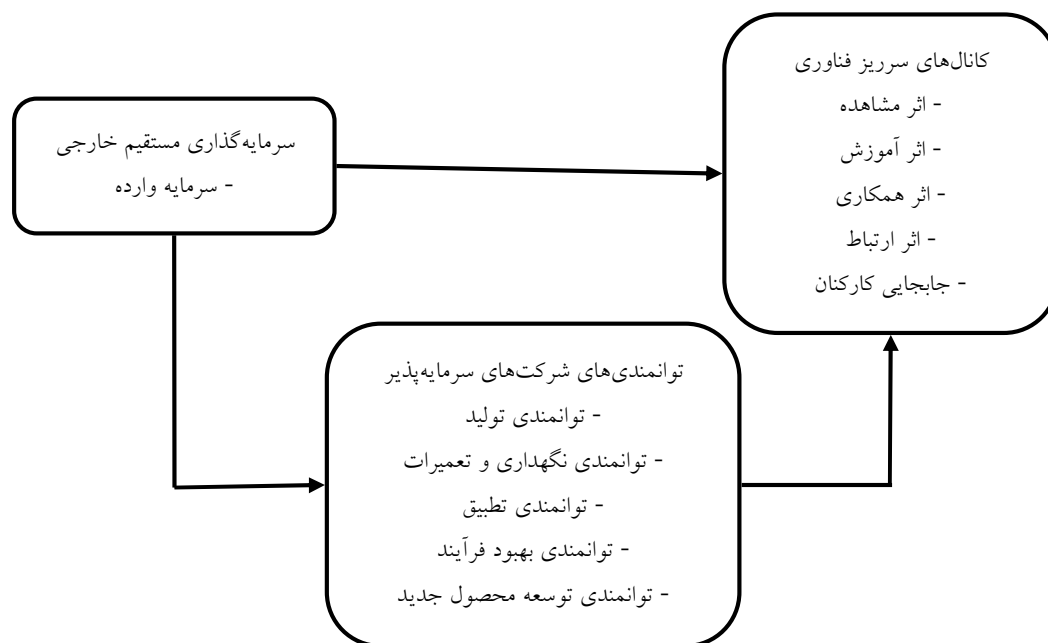 کانال‌های سرریز فناوری
- اثر مشاهده
- اثر آموزش
- اثر همکاری
- اثر ارتباط
- جابجایی کارکنان
سرمایه‌گذاری مستقیم خارجی
- سرمایه وارده
توانمندی‌های شرکت‌های سرمایه‌پذیر
- توانمندی تولید
- توانمندی نگهداری و تعمیرات
- توانمندی تطبیق
- توانمندی بهبود فرآیند
- توانمندی توسعه محصول جدید